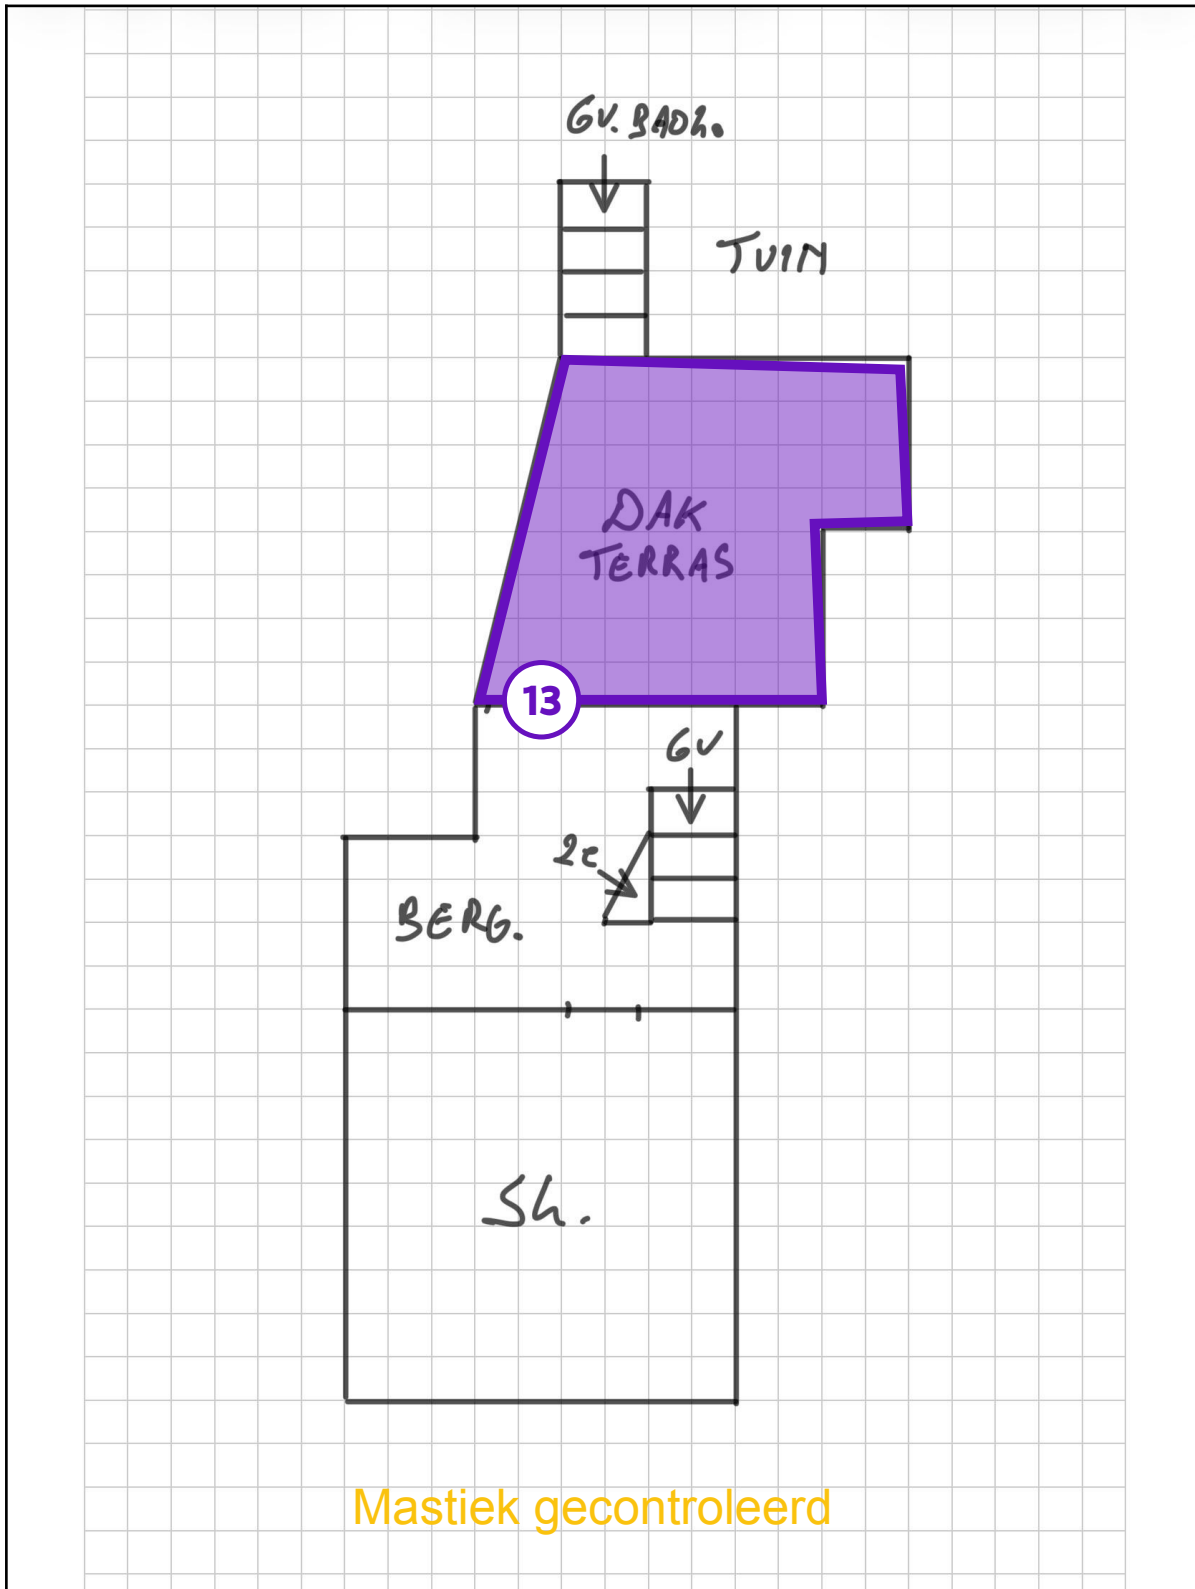 GV. BADK.
TUIN
DAK
TERRAS
13
GV
2e
BERG.
SK.
Mastiek gecontroleerd